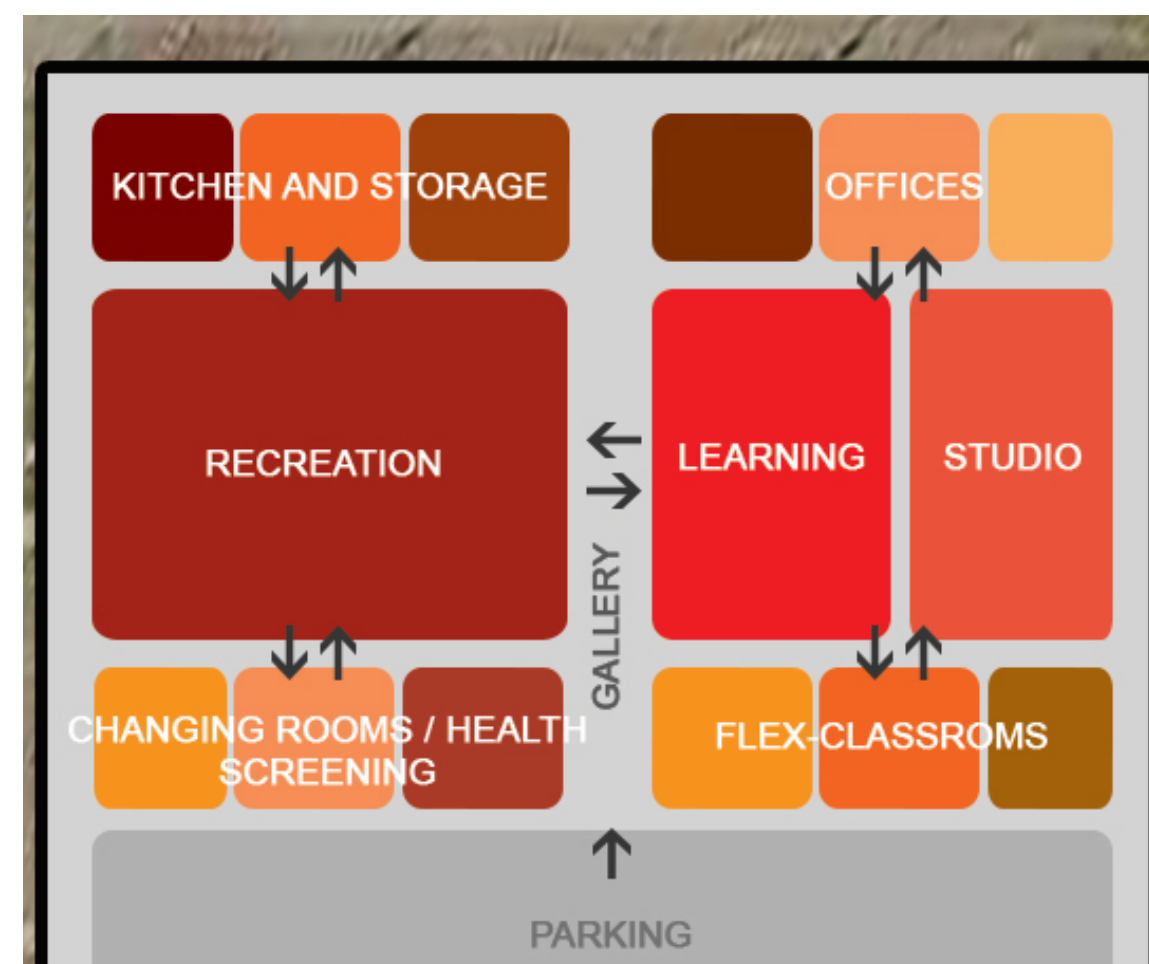 KITCHEN AND STORAGE
OFFICES
RECREATION
LEARNING
STUDIO
GALLERY
CHANGING ROOMS / HEALTH
SCREENING
FLEX-CLASSROMS
PARKING